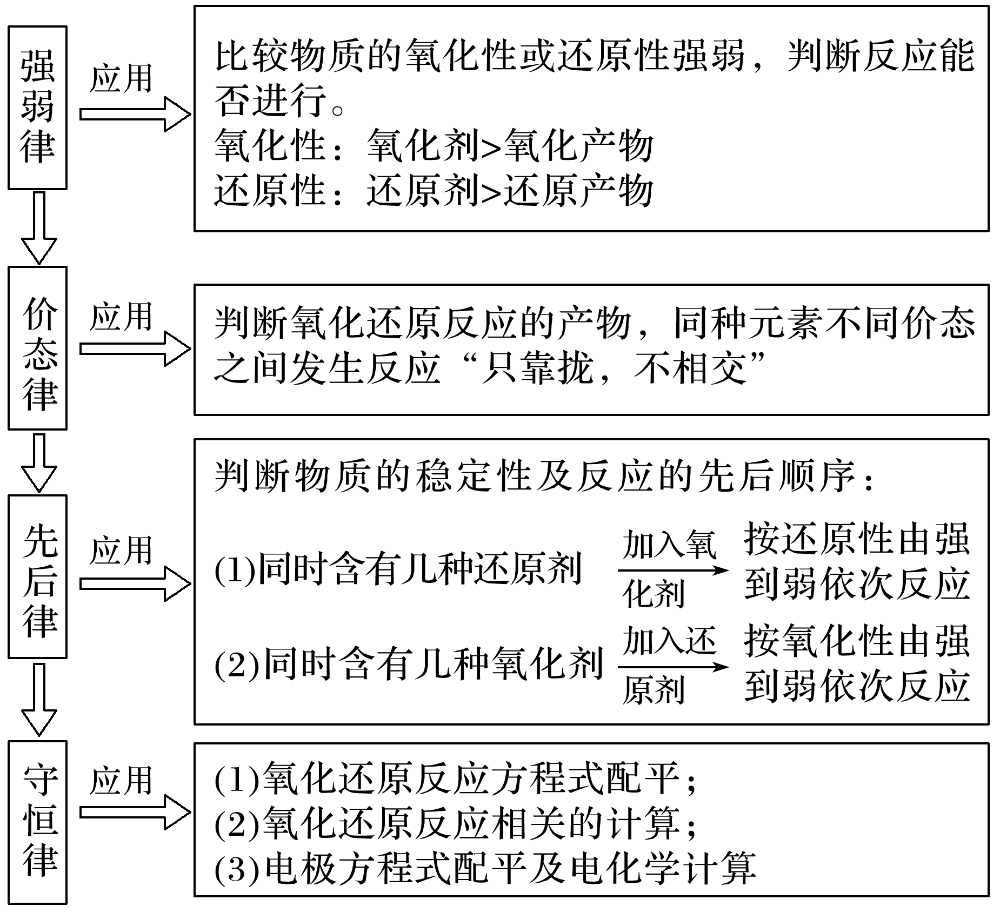 强弱律
应用
比较物质的氧化性或还原性强弱，判断反应能
否进行。
氧化性：氧化剂>氧化产物
还原性：还原剂>还原产物
价态律
应用
判断氧化还原反应的产物，同种元素不同价态
之间发生反应“只靠拢，不相交”
先后律
应用
判断物质的稳定性及反应的先后顺序：
(1)同时含有几种还原剂
加入氧
化剂
按还原性由强
到弱依次反应
(2)同时含有几种氧化剂
加入还
原剂
按氧化性由强
到弱依次反应
守恒律
应用
(1)氧化还原反应方程式配平；
(2)氧化还原反应相关的计算；
(3)电极方程式配平及电化学计算